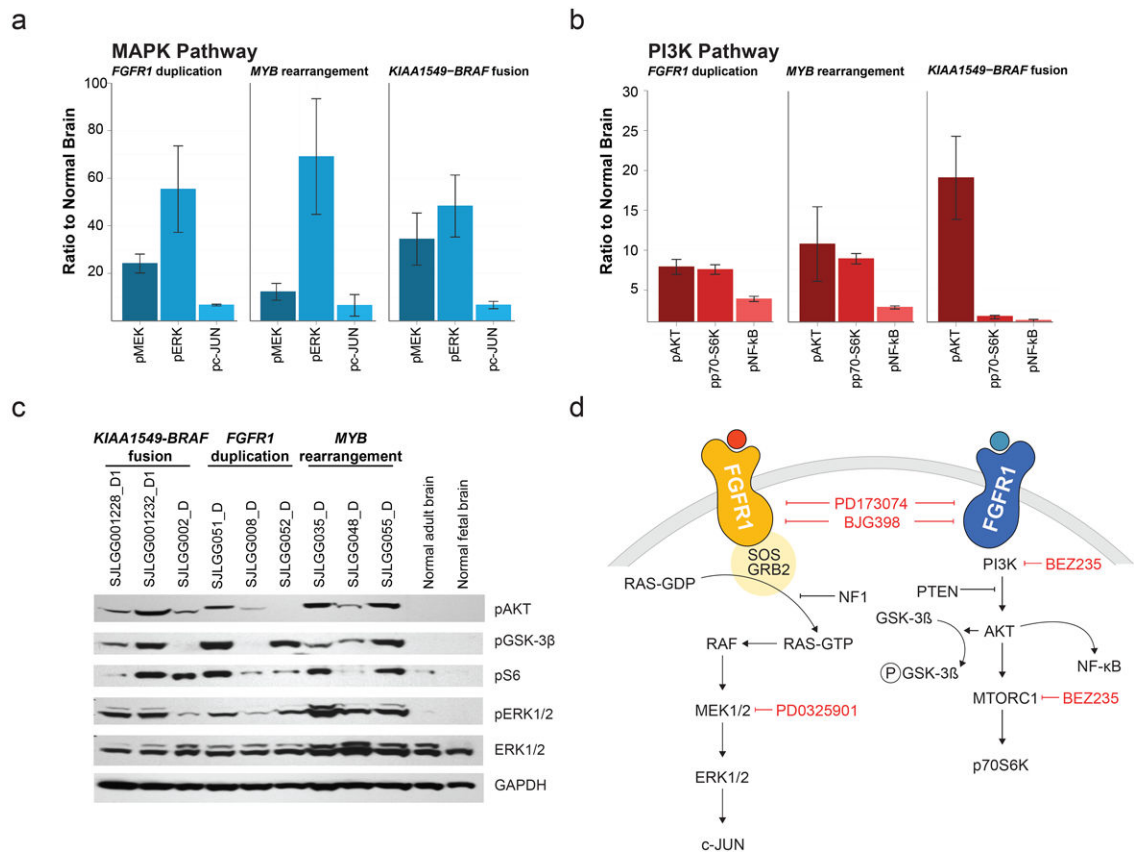 a
MAPK Pathway
FGFR1 duplication
MYB rearrangement
KIAA1549−BRAF fusion
Ratio to Normal Brain
100
80
60
40
20
pMEK
pERK
pc-JUN
pMEK
pERK
pc-JUN
pMEK
pERK
pc-JUN
b
PI3K Pathway
FGFR1 duplication
MYB rearrangement
KIAA1549−BRAF fusion
Ratio to Normal Brain
30
25
20
15
10
5
pAKT
pp70-S6K
pNF-kB
pAKT
pp70-S6K
pNF-kB
pAKT
pp70-S6K
pNF-kB
c
KIAA1549-BRAF
fusion
FGFR1
duplication
MYB
rearrangement
SJLGG001228_D1
SJLGG001232_D1
SJLGG002_D
SJLGG051_D
SJLGG008_D
SJLGG052_D
SJLGG035_D
SJLGG048_D
SJLGG055_D
Normal adult brain
Normal fetal brain
pAKT
pGSK-3β
pS6
pERK1/2
ERK1/2
GAPDH
d
FGFR1
FGFR1
PD173074
BJG398
SOS
GRB2
RAS-GDP
NF1
RAF
RAS-GTP
MEK1/2
PD0325901
ERK1/2
c-JUN
PI3K
BEZ235
PTEN
GSK-3ß
AKT
P GSK-3ß
NF-κB
MTORC1
BEZ235
p70S6K